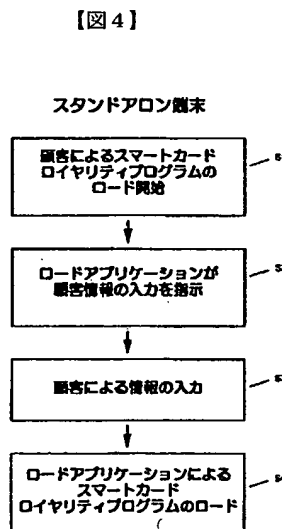 【図4】
スタンドアロン端末
顧客によるスマートカード
ロイヤリティプログラムの
ロード開始
ロードアプリケーションが
顧客情報の入力を指示
顧客による情報の入力
ロードアプリケーションによる
スマートカード
ロイヤリティプログラムのロード